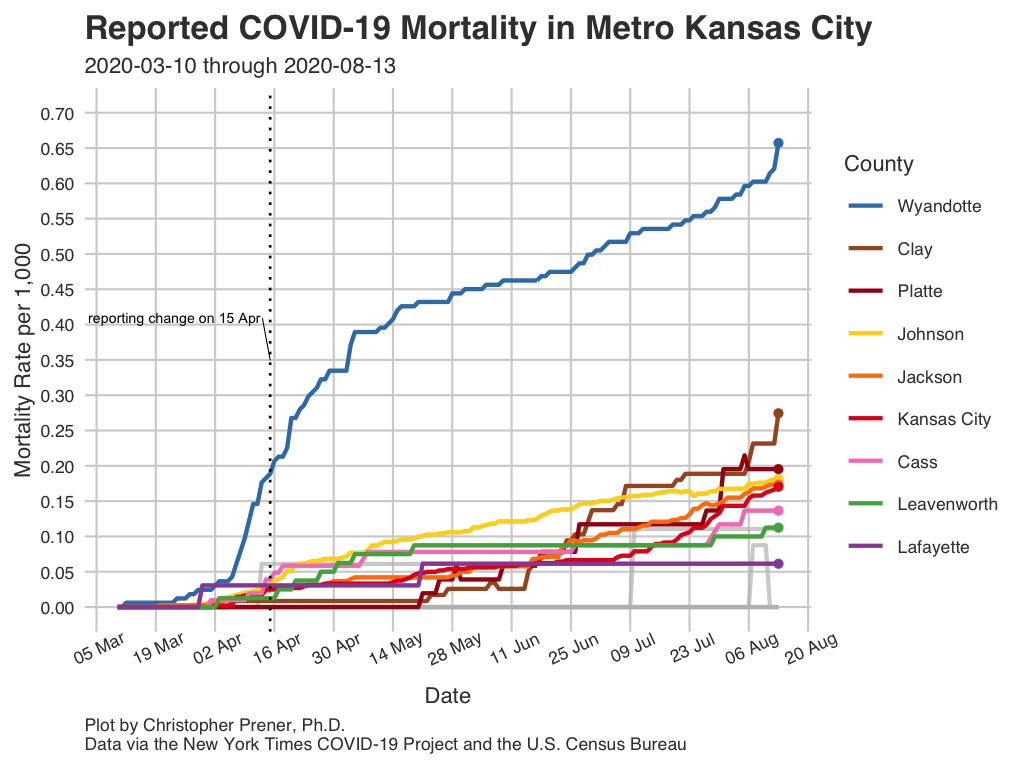 Reported COVID-19 Mortality in Metro Kansas City
2020-03-10 through 2020-08-13
Mortality Rate per 1,000
0.70
0.65
0.60
0.55
0.50
0.45
0.40
0.35
0.30
0.25
0.20
0.15
0.10
0.05
0.00
reporting change on 15 Apr
05 Mar
19 Mar
02 Apr
16 Apr
30 Apr
14 May
28 May
11 Jun
25 Jun
09 Jul
23 Jul
06 Aug
20 Aug
Date
County
Wyandotte
Clay
Platte
Johnson
Jackson
Kansas City
Cass
Leavenworth
Lafayette
Plot by Christopher Prener, Ph.D.
Data via the New York Times COVID-19 Project and the U.S. Census Bureau